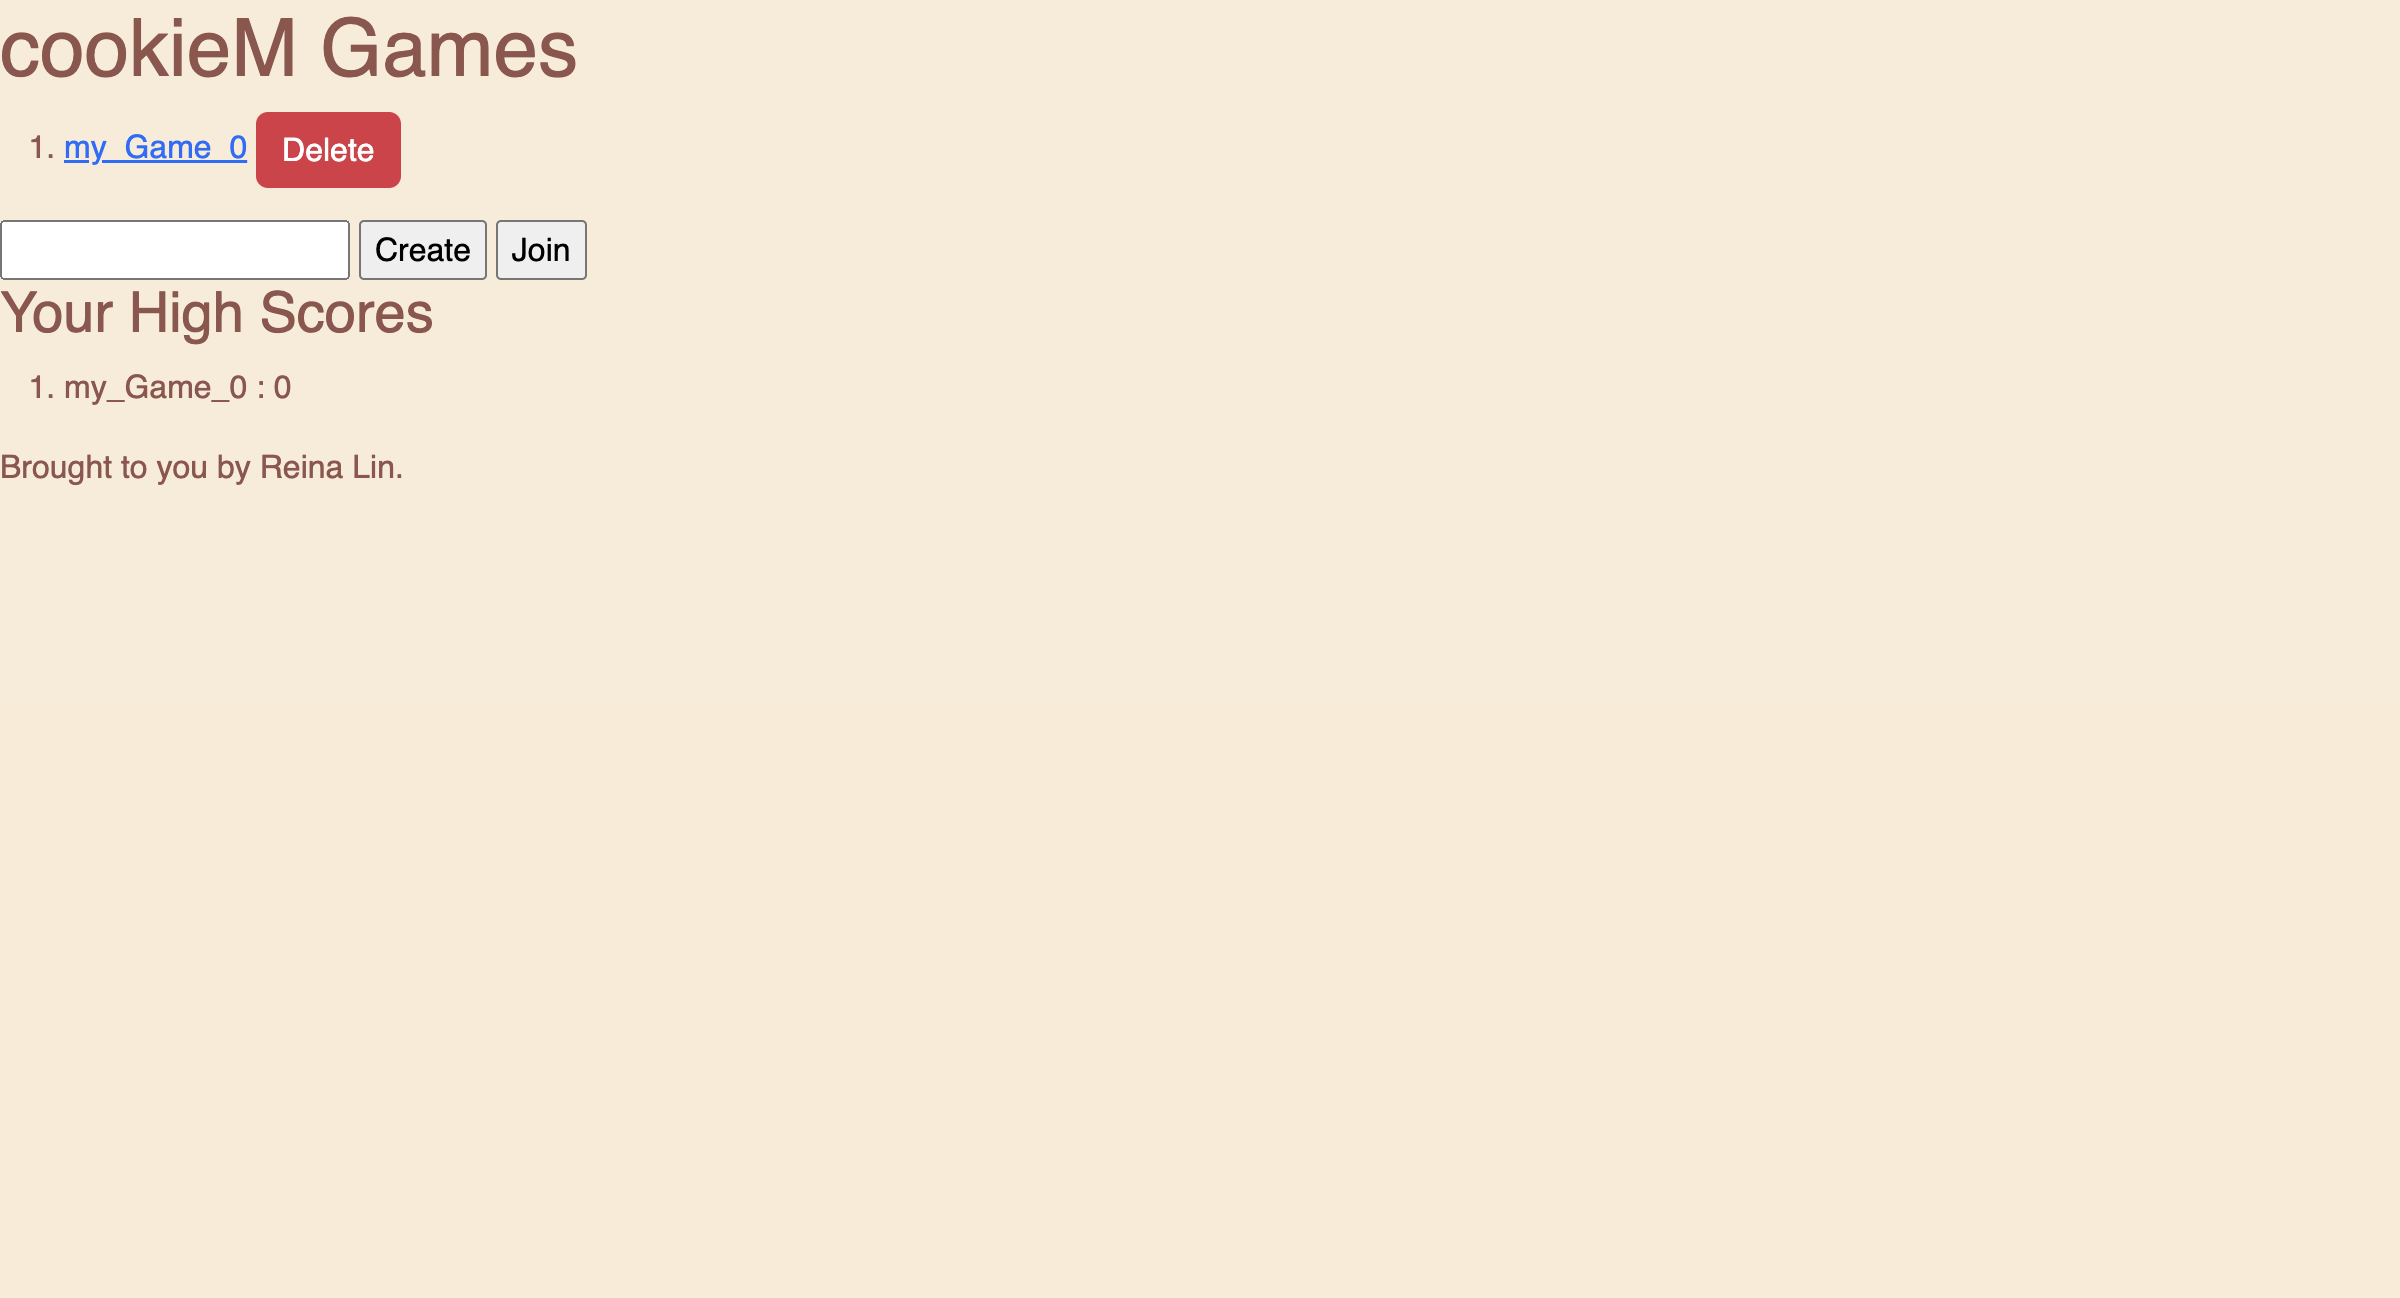 cookieM Games
1. my_Game_0 Delete
Create Join
Your High Scores
1. my_Game_0 : 0
Brought to you by Reina Lin.